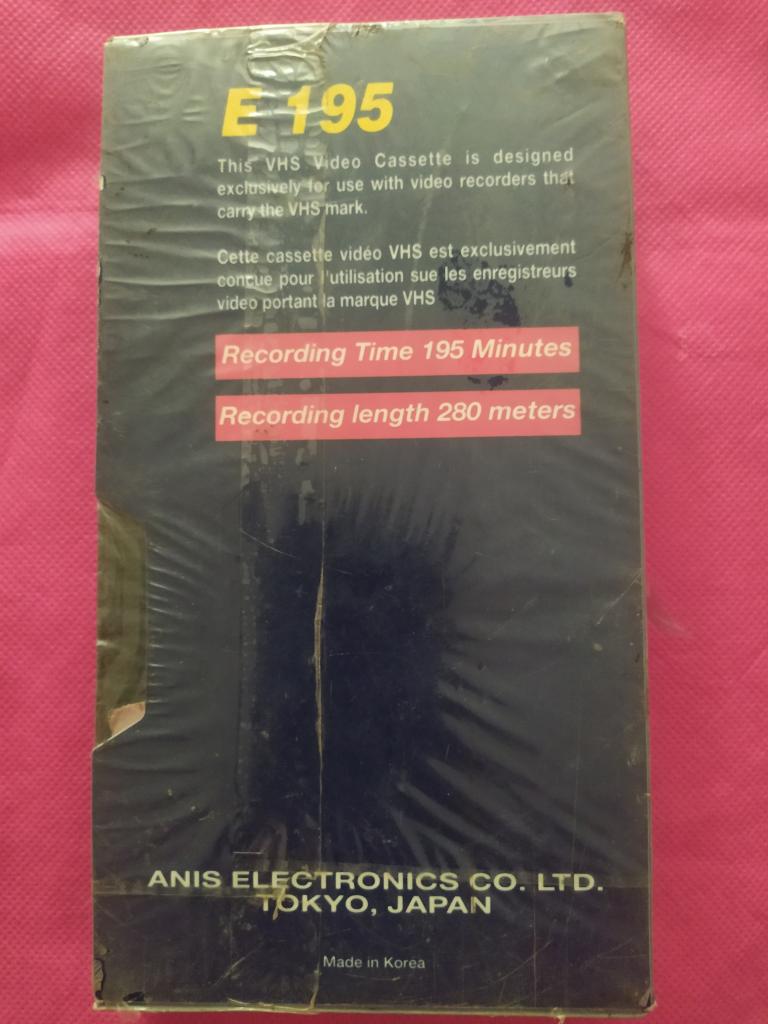 E 195
This VHS Video Cassette is designed
exclusively for use with video recorders that
carry the VHS mark.
Cette cassette vidéo VHS est exclusivement
conçue pour l'utilisation sue les enregistreurs
video portant la marque VHS
Recording Time 195 Minutes
Recording length 280 meters
ANIS ELECTRONICS CO. LTD.
TOKYO, JAPAN
Made in Korea